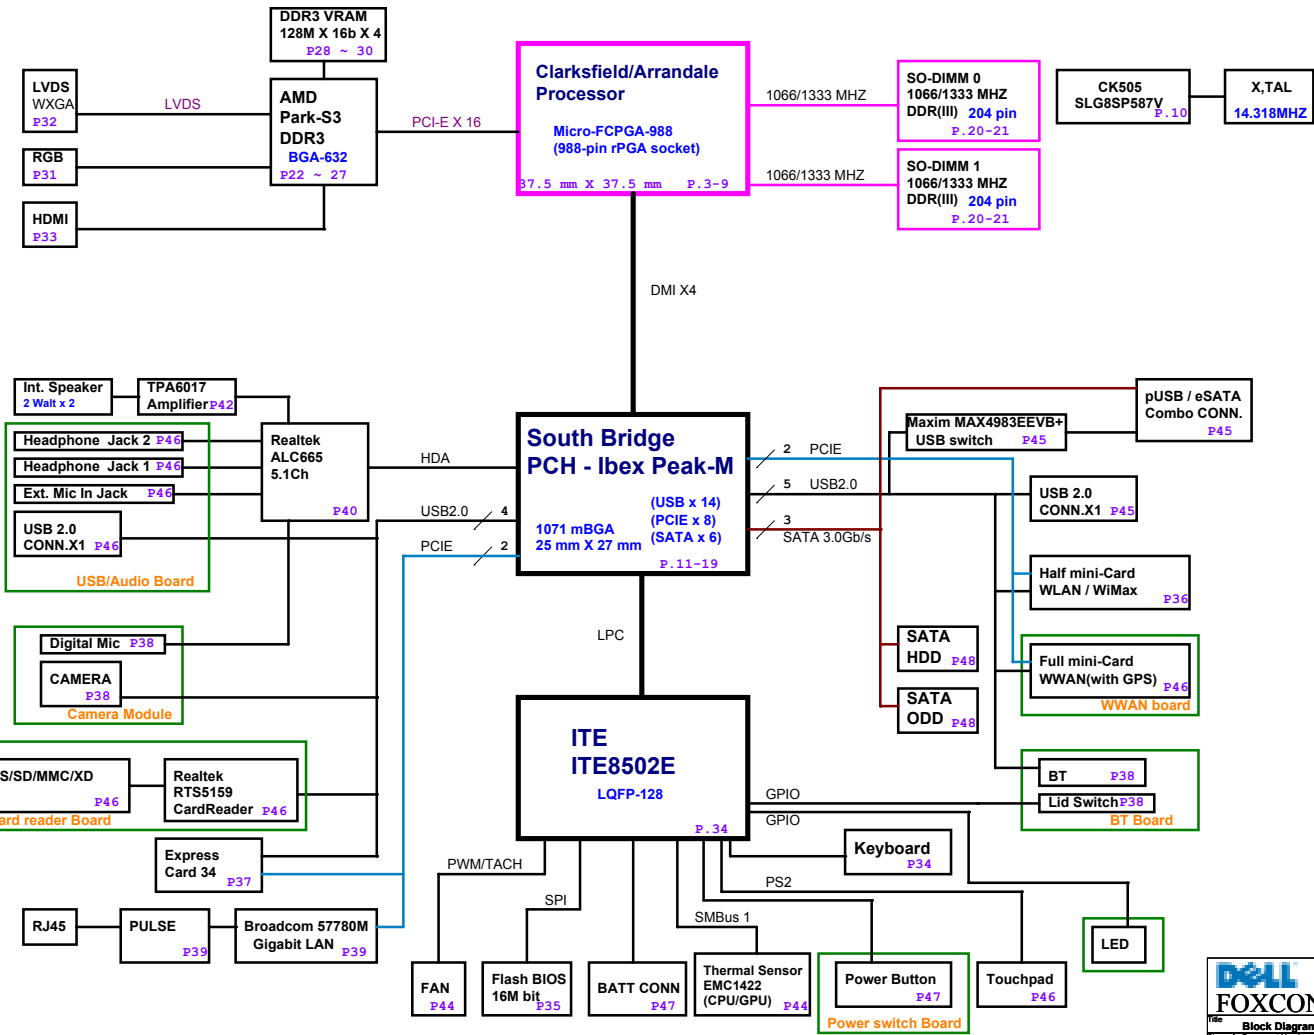 DDR3 VRAM
128M X 16b X 4
P28 ~ 30
LVDS
WXGA
P32
LVDS
RGB
P31
HDMI
P33
AMD
Park-S3
DDR3
BGA-632
P22 ~ 27
PCI-E X 16
Clarksfield/Arrandale
Processor
Micro-FCPGA-988
(988-pin rPGA socket)
37.5 mm X 37.5 mm P.3-9
1066/1333 MHZ
1066/1333 MHZ
SO-DIMM 0
1066/1333 MHZ
DDR(III) 204 pin
P.20-21
SO-DIMM 1
1066/1333 MHZ
DDR(III) 204 pin
P.20-21
CK505
SLG8SP587V
P.10
X,TAL
14.318MHZ
DMI X4
Int. Speaker
2 Walt x 2
TPA6017
Amplifier P42
Headphone Jack 2 P46
Headphone Jack 1 P46
Ext. Mic In Jack P46
USB 2.0
CONN.X1 P46
USB/Audio Board
Realtek
ALC665
5.1Ch
P40
HDA
USB2.0 4
PCIE 2
South Bridge
PCH - Ibex Peak-M
(USB x 14)
(PCIE x 8)
(SATA x 6)
1071 mBGA
25 mm X 27 mm
P.11-19
2 PCIE
5 USB2.0
3
SATA 3.0Gb/s
Maxim MAX4983EEVB+
USB switch P45
pUSB / eSATA
Combo CONN.
P45
USB 2.0
CONN.X1 P45
Half mini-Card
WLAN / WiMax
P36
Full mini-Card
WWAN(with GPS) P46
WWAN board
SATA
HDD P48
SATA
ODD P48
BT P38
Lid Switch P38
BT Board
LPC
Digital Mic P38
CAMERA
P38
Camera Module
S/SD/MMC/XD
P46
ard reader Board
Realtek
RTS5159
CardReader P46
Express
Card 34
P37
RJ45
PULSE
P39
Broadcom 57780M
Gigabit LAN
P39
ITE
ITE8502E
LQFP-128
P.34
GPIO
GPIO
PWM/TACH
SPI
SMBus 1
PS2
Keyboard
P34
FAN
P44
Flash BIOS
16M bit
P35
BATT CONN
P47
Thermal Sensor
EMC1422
(CPU/GPU) P44
Power Button
P47
Power switch Board
Touchpad
P46
LED
DELL
FOXCON
Title
Block Diagram